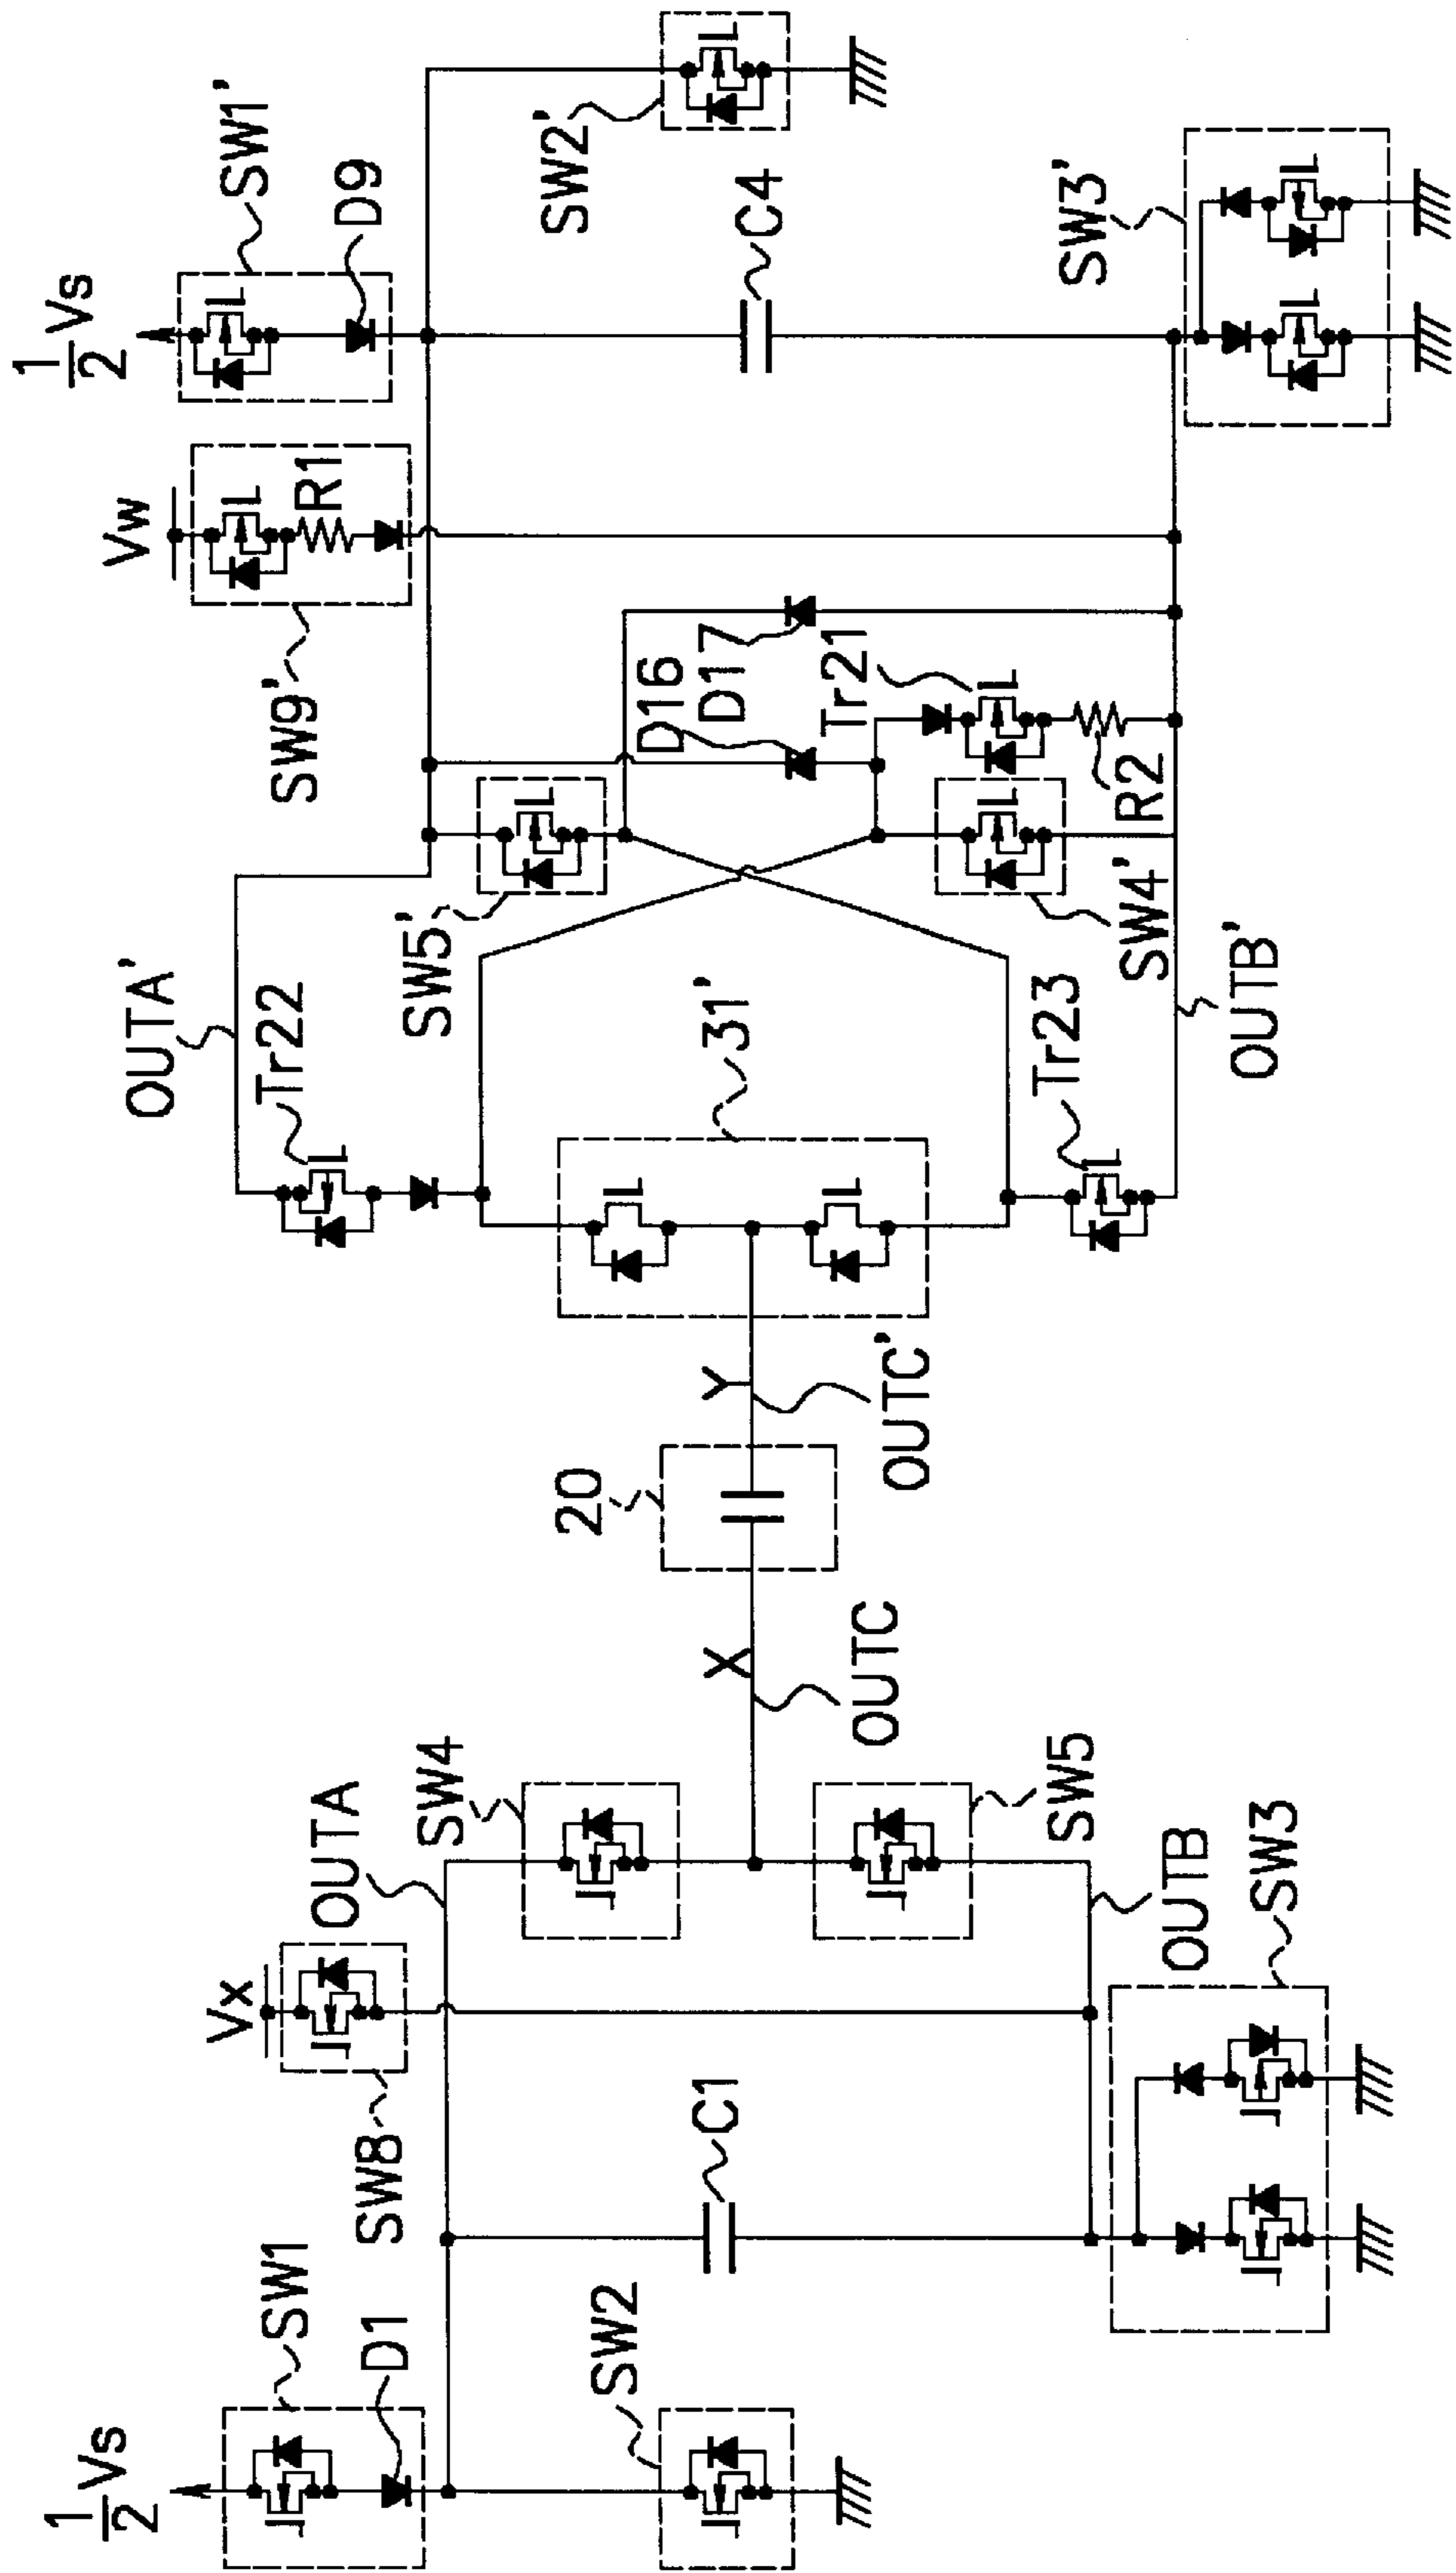 1/2 Vs
SW1
D1
SW2
C1
Vx
SW8
OUTA
SW4
SW5
OUTB
SW3
X
OUTC
20
Y
OUTC'
31'
OUTA'
Tr22
Tr23
OUTB'
SW5'
SW4'
D16
D17
Tr21
R2
Vw
SW9'
R1
1/2 Vs
SW1'
D9
C4
SW2'
SW3'